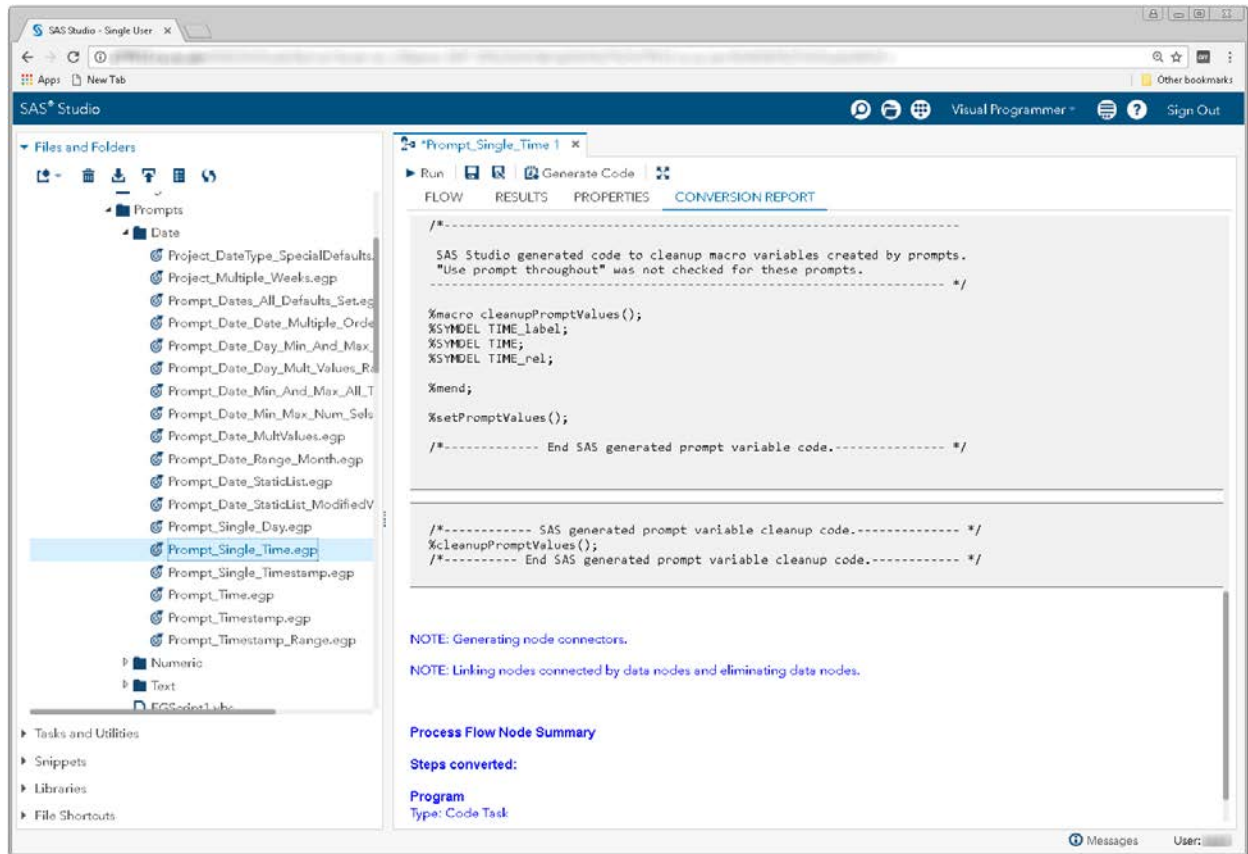 SAS Studio - Single User
Apps New Tab
Other bookmarks
SAS® Studio
Visual Programmer
Sign Out
Files and Folders
Prompts
Date
Project_DateType_SpecialDefaults.
Project_Multiple_Weeks.egp
Prompt_Dates_All_Defaults_Set.eg
Prompt_Date_Date_Multiple_Orde
Prompt_Date_Day_Min_And_Max_
Prompt_Date_Day_Mult_Values_Ra
Prompt_Date_Min_And_Max_All_T
Prompt_Date_Min_Max_Num_Sels
Prompt_Date_MultValues.egp
Prompt_Date_Range_Month.egp
Prompt_Date_StaticList.egp
Prompt_Date_StaticList_ModifiedV
Prompt_Single_Day.egp
Prompt_Single_Time.egp
Prompt_Single_Timestamp.egp
Prompt_Time.egp
Prompt_Timestamp.egp
Prompt_Timestamp_Range.egp
Numeric
Text
EGScript1.vbs
Tasks and Utilities
Snippets
Libraries
File Shortcuts
*Prompt_Single_Time 1
Run Generate Code
FLOW RESULTS PROPERTIES CONVERSION REPORT
/*-----------------------------------------------------------------------
SAS Studio generated code to cleanup macro variables created by prompts.
"Use prompt throughout" was not checked for these prompts.
----------------------------------------------------------------------- */
%macro cleanupPromptValues();
%SYMDEL TIME_label;
%SYMDEL TIME;
%SYMDEL TIME_rel;
%mend;
%setPromptValues();
/*------------- End SAS generated prompt variable code.--------------- */
/*------------ SAS generated prompt variable cleanup code.-------------- */
%cleanupPromptValues();
/*---------- End SAS generated prompt variable cleanup code.------------ */
NOTE: Generating node connectors.
NOTE: Linking nodes connected by data nodes and eliminating data nodes.
Process Flow Node Summary
Steps converted:
Program
Type: Code Task
Messages User: